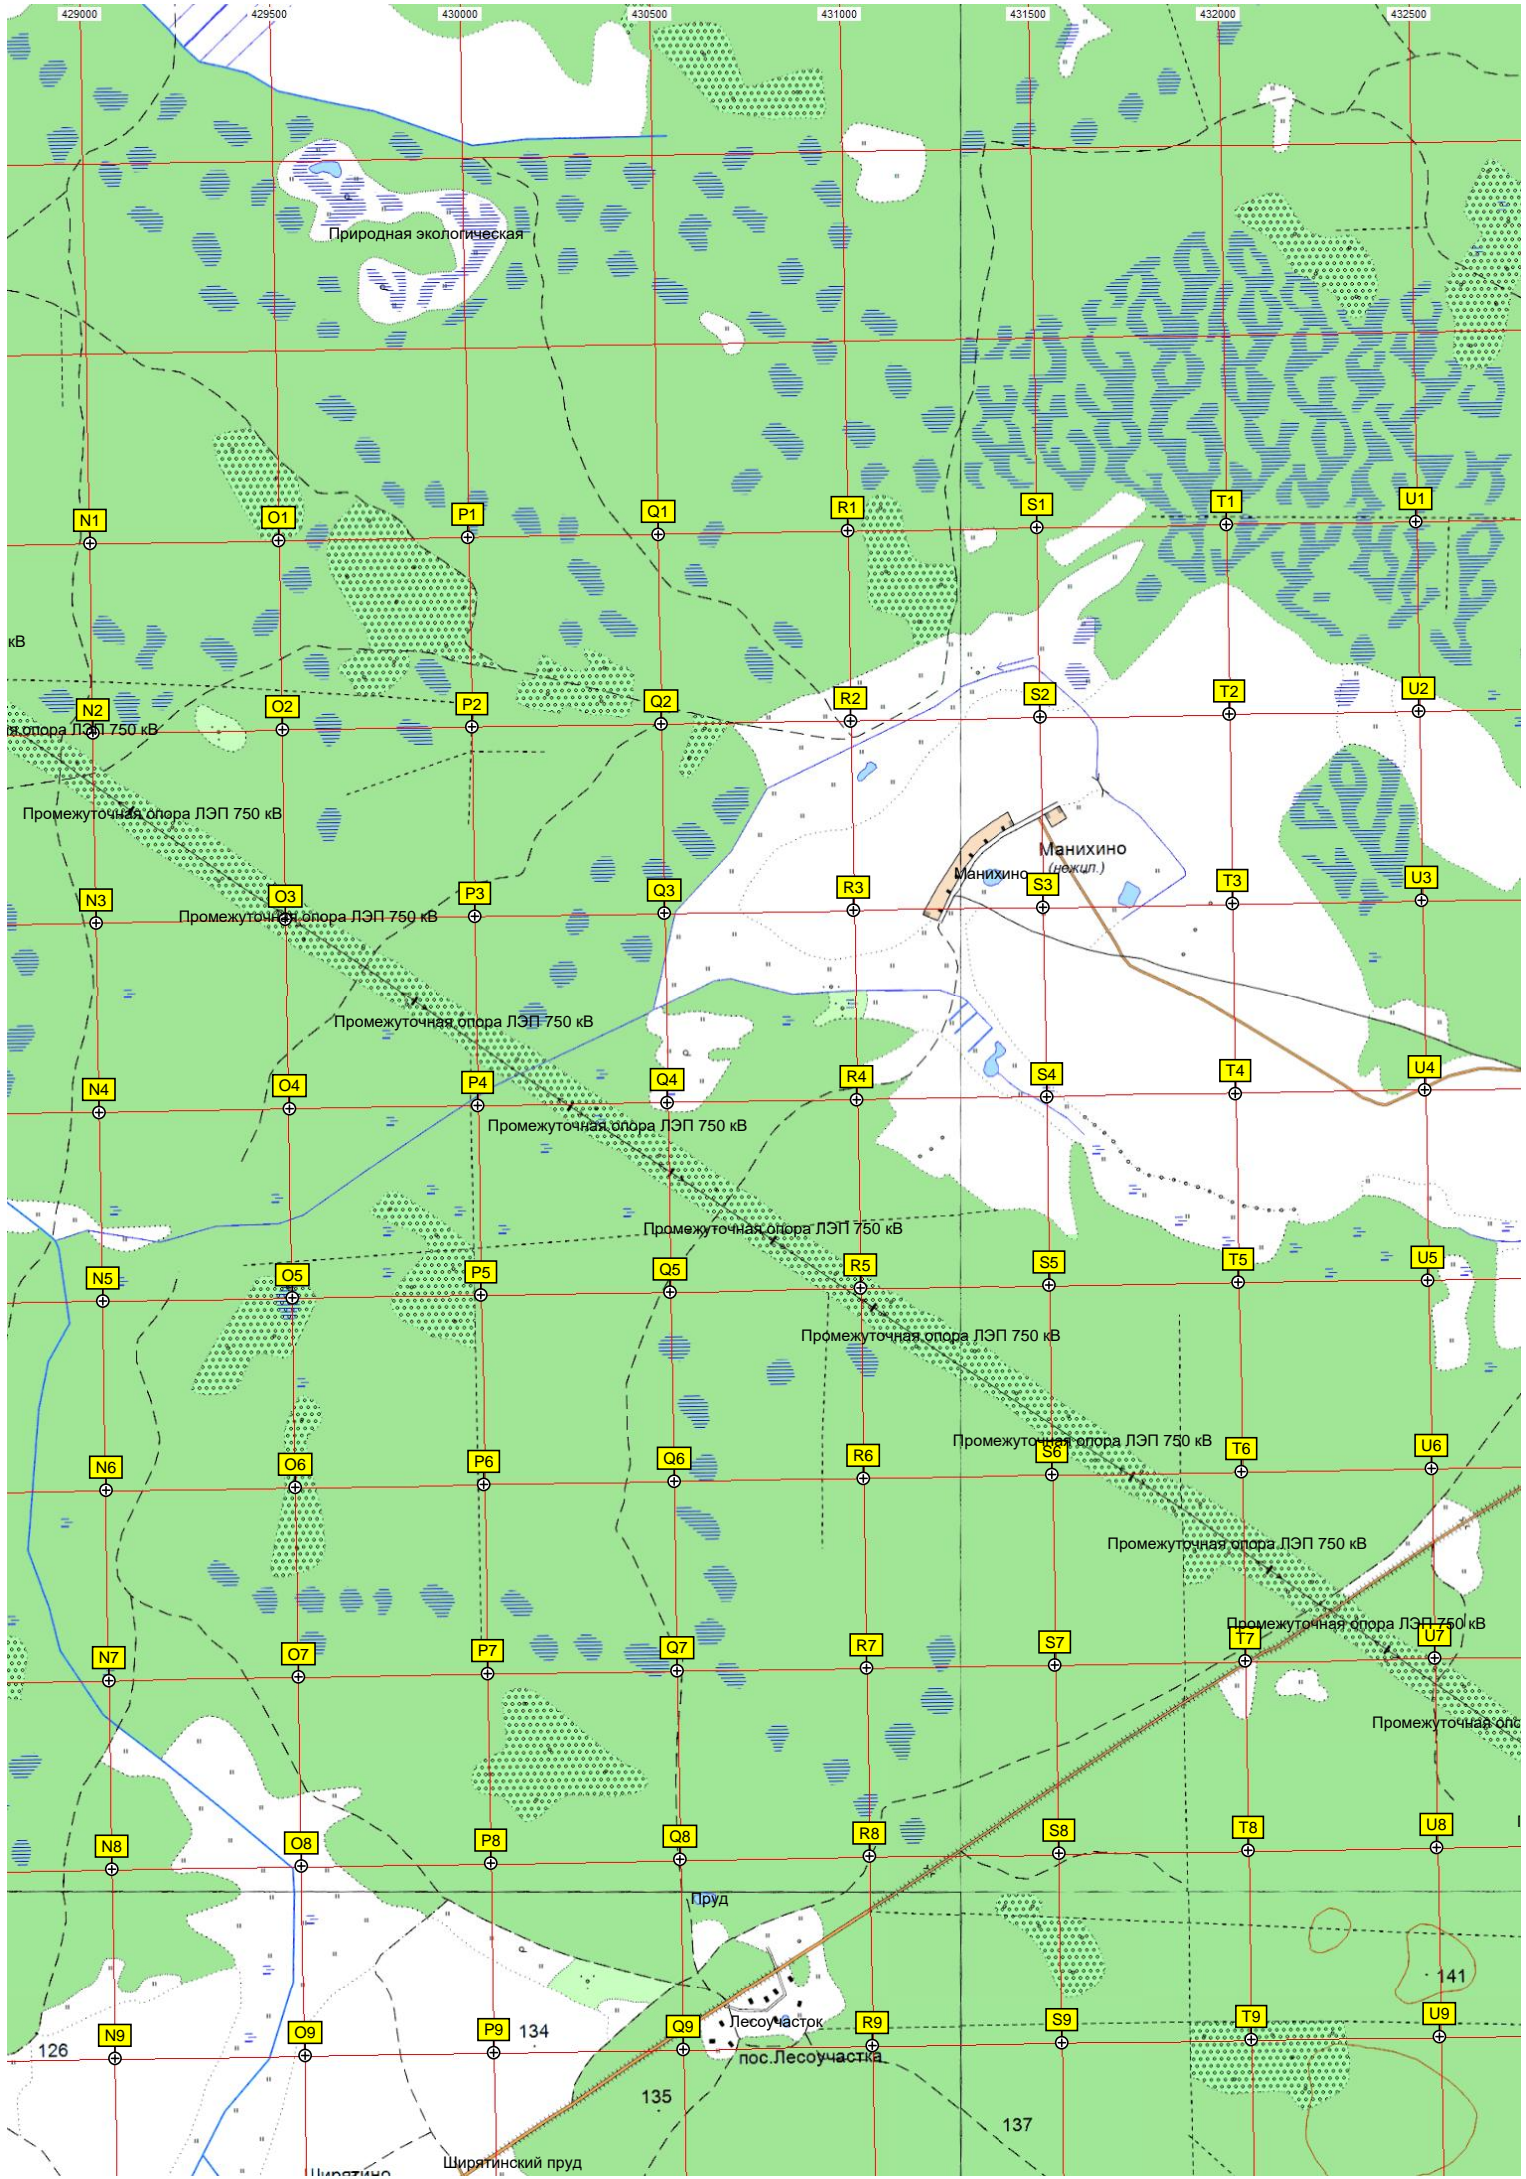 429000 429500 430000 430500 431000 431500 432000 432500
Природная экологическая
N1 O1 P1 Q1 R1 S1 T1 U1
кВ
N2 O2 P2 Q2 R2 S2 T2 U2
я опора ЛЭП 750 кВ
Промежуточная опора ЛЭП 750 кВ
Манихино
(нежил.)
Манихино
N3 O3 P3 Q3 R3 S3 T3 U3
Промежуточная опора ЛЭП 750 кВ
Промежуточная опора ЛЭП 750 кВ
N4 O4 P4 Q4 R4 S4 T4 U4
Промежуточная опора ЛЭП 750 кВ
Промежуточная опора ЛЭП 750 кВ
N5 O5 P5 Q5 R5 S5 T5 U5
Промежуточная опора ЛЭП 750 кВ
Промежуточная опора ЛЭП 750 кВ
N6 O6 P6 Q6 R6 S6 T6 U6
Промежуточная опора ЛЭП 750 кВ
Промежуточная опора ЛЭП 750 кВ
N7 O7 P7 Q7 R7 S7 T7 U7
Промежуточная опо
N8 O8 P8 Q8 R8 S8 T8 U8
Пруд
141
Лесоучасток
N9 O9 P9 Q9 R9 S9 T9 U9
134
126
пос.Лесоучастка
135
137
Ширятинский пруд
Ширятино